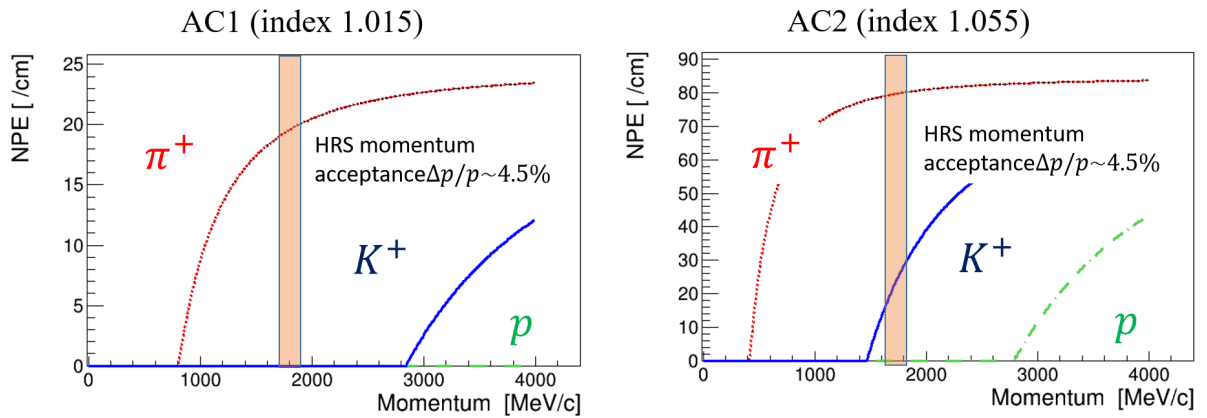 AC1 (index 1.015)
NPE [ /cm]
25
20
15
10
5
0
π⁺
HRS momentum
acceptanceΔp/p~4.5%
K⁺
p
0 1000 2000 3000 4000
Momentum [MeV/c]
AC2 (index 1.055)
NPE [ /cm]
90
80
70
60
50
40
30
20
10
0
π⁺
HRS momentum
acceptanceΔp/p~4.5%
K⁺
p
0 1000 2000 3000 4000
Momentum [MeV/c]